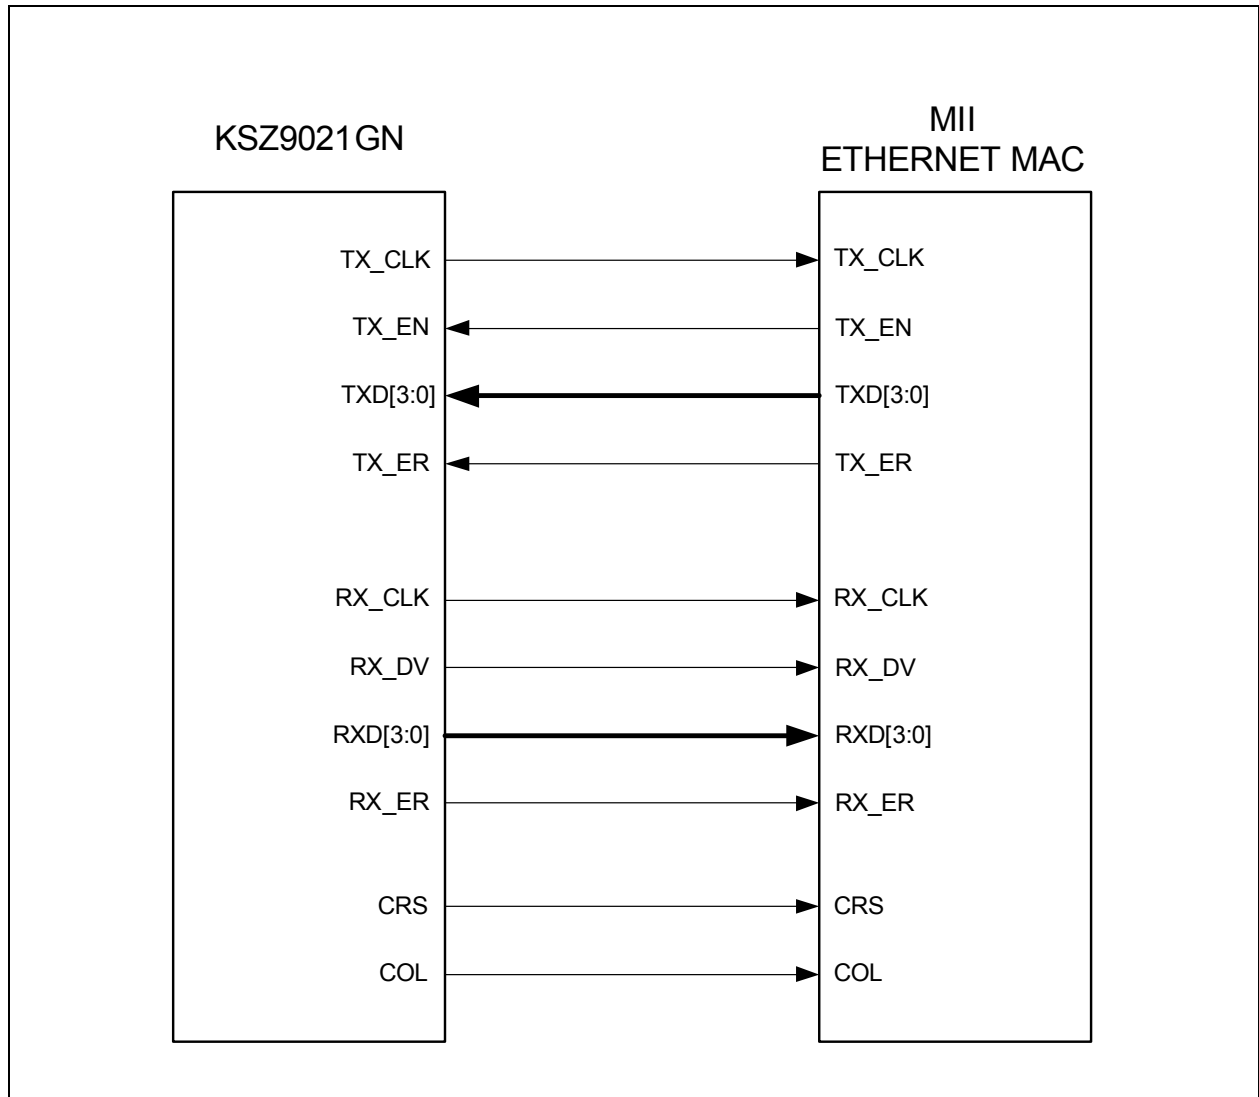 KSZ9021GN
MII
ETHERNET MAC
TX_CLK
TX_CLK
TX_EN
TX_EN
TXD[3:0]
TXD[3:0]
TX_ER
TX_ER
RX_CLK
RX_CLK
RX_DV
RX_DV
RXD[3:0]
RXD[3:0]
RX_ER
RX_ER
CRS
CRS
COL
COL